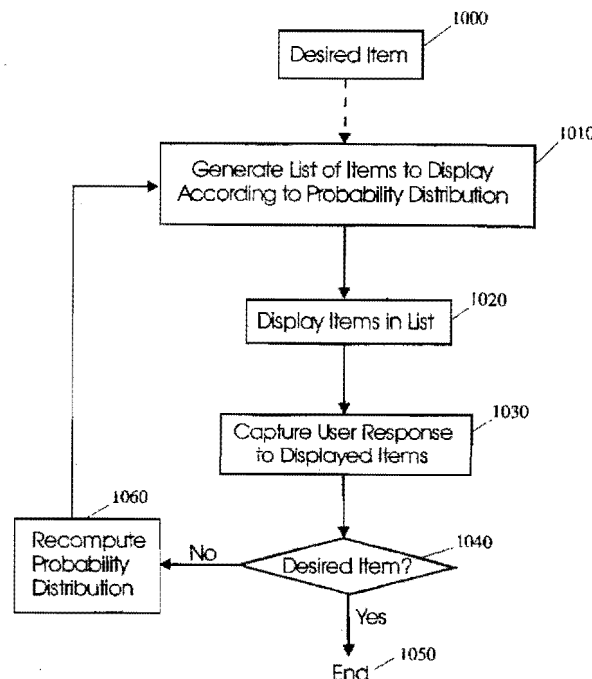 1000
Desired Item
1010
Generate List of Items to Display
According to Probability Distribution
1020
Display Items in List
1030
Capture User Response
to Displayed Items
1060
Recompute
Probability
Distribution
No
1040
Desired Item?
Yes
End
1050